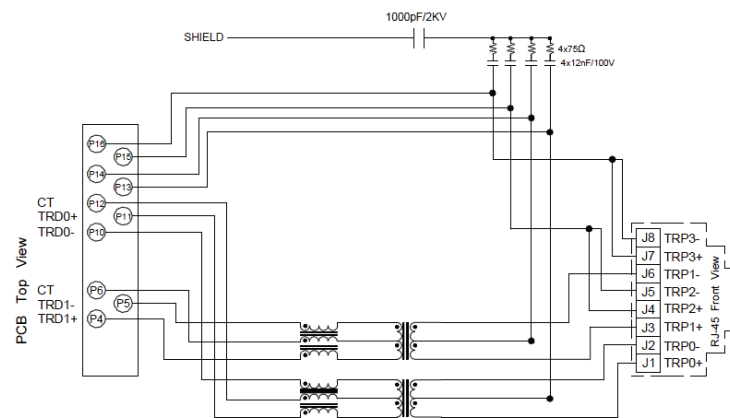 1000pF/2KV
SHIELD
4x75Ω
4x12nF/100V
P16
P15
P14
P13
CT P12
TRD0+ P11
TRD0- P10
CT P6
TRD1- P5
TRD1+ P4
PCB Top View
J8 TRP3-
J7 TRP3+
J6 TRP1-
J5 TRP2-
J4 TRP2+
J3 TRP1+
J2 TRP0-
J1 TRP0+
RJ-45 Front View